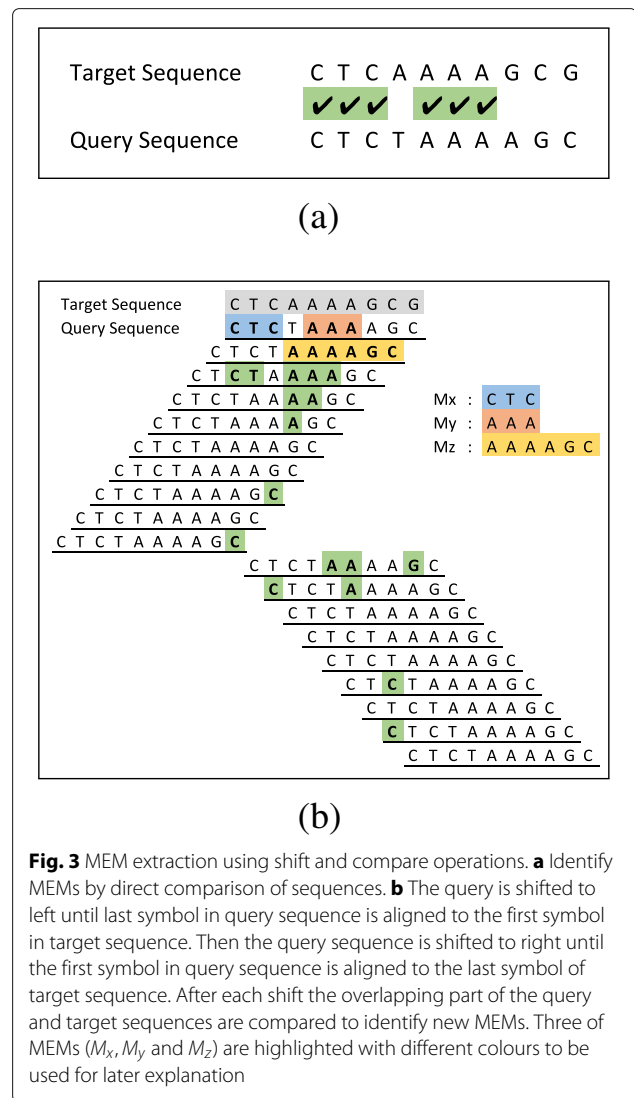 Target Sequence C T C A A A A G C G
✔ ✔ ✔ ✔ ✔ ✔
Query Sequence C T C T A A A A G C
(a)
Target Sequence C T C A A A A G C G
Query Sequence C T C T A A A A G C
C T C T A A A A G C
C T C T A A A A G C
C T C T A A A A G C
C T C T A A A A G C
C T C T A A A A G C
C T C T A A A A G C
C T C T A A A A G C
C T C T A A A A G C
C T C T A A A A G C
Mx : C T C
My : A A A
Mz : A A A A G C
C T C T A A A A G C
C T C T A A A A G C
C T C T A A A A G C
C T C T A A A A G C
C T C T A A A A G C
C T C T A A A A G C
C T C T A A A A G C
C T C T A A A A G C
C T C T A A A A G C
(b)
Fig. 3 MEM extraction using shift and compare operations. a Identify
MEMs by direct comparison of sequences. b The query is shifted to
left until last symbol in query sequence is aligned to the first symbol
in target sequence. Then the query sequence is shifted to right until
the first symbol in query sequence is aligned to the last symbol of
target sequence. After each shift the overlapping part of the query
and target sequences are compared to identify new MEMs. Three of
MEMs (Mx, My and Mz) are highlighted with different colours to be
used for later explanation